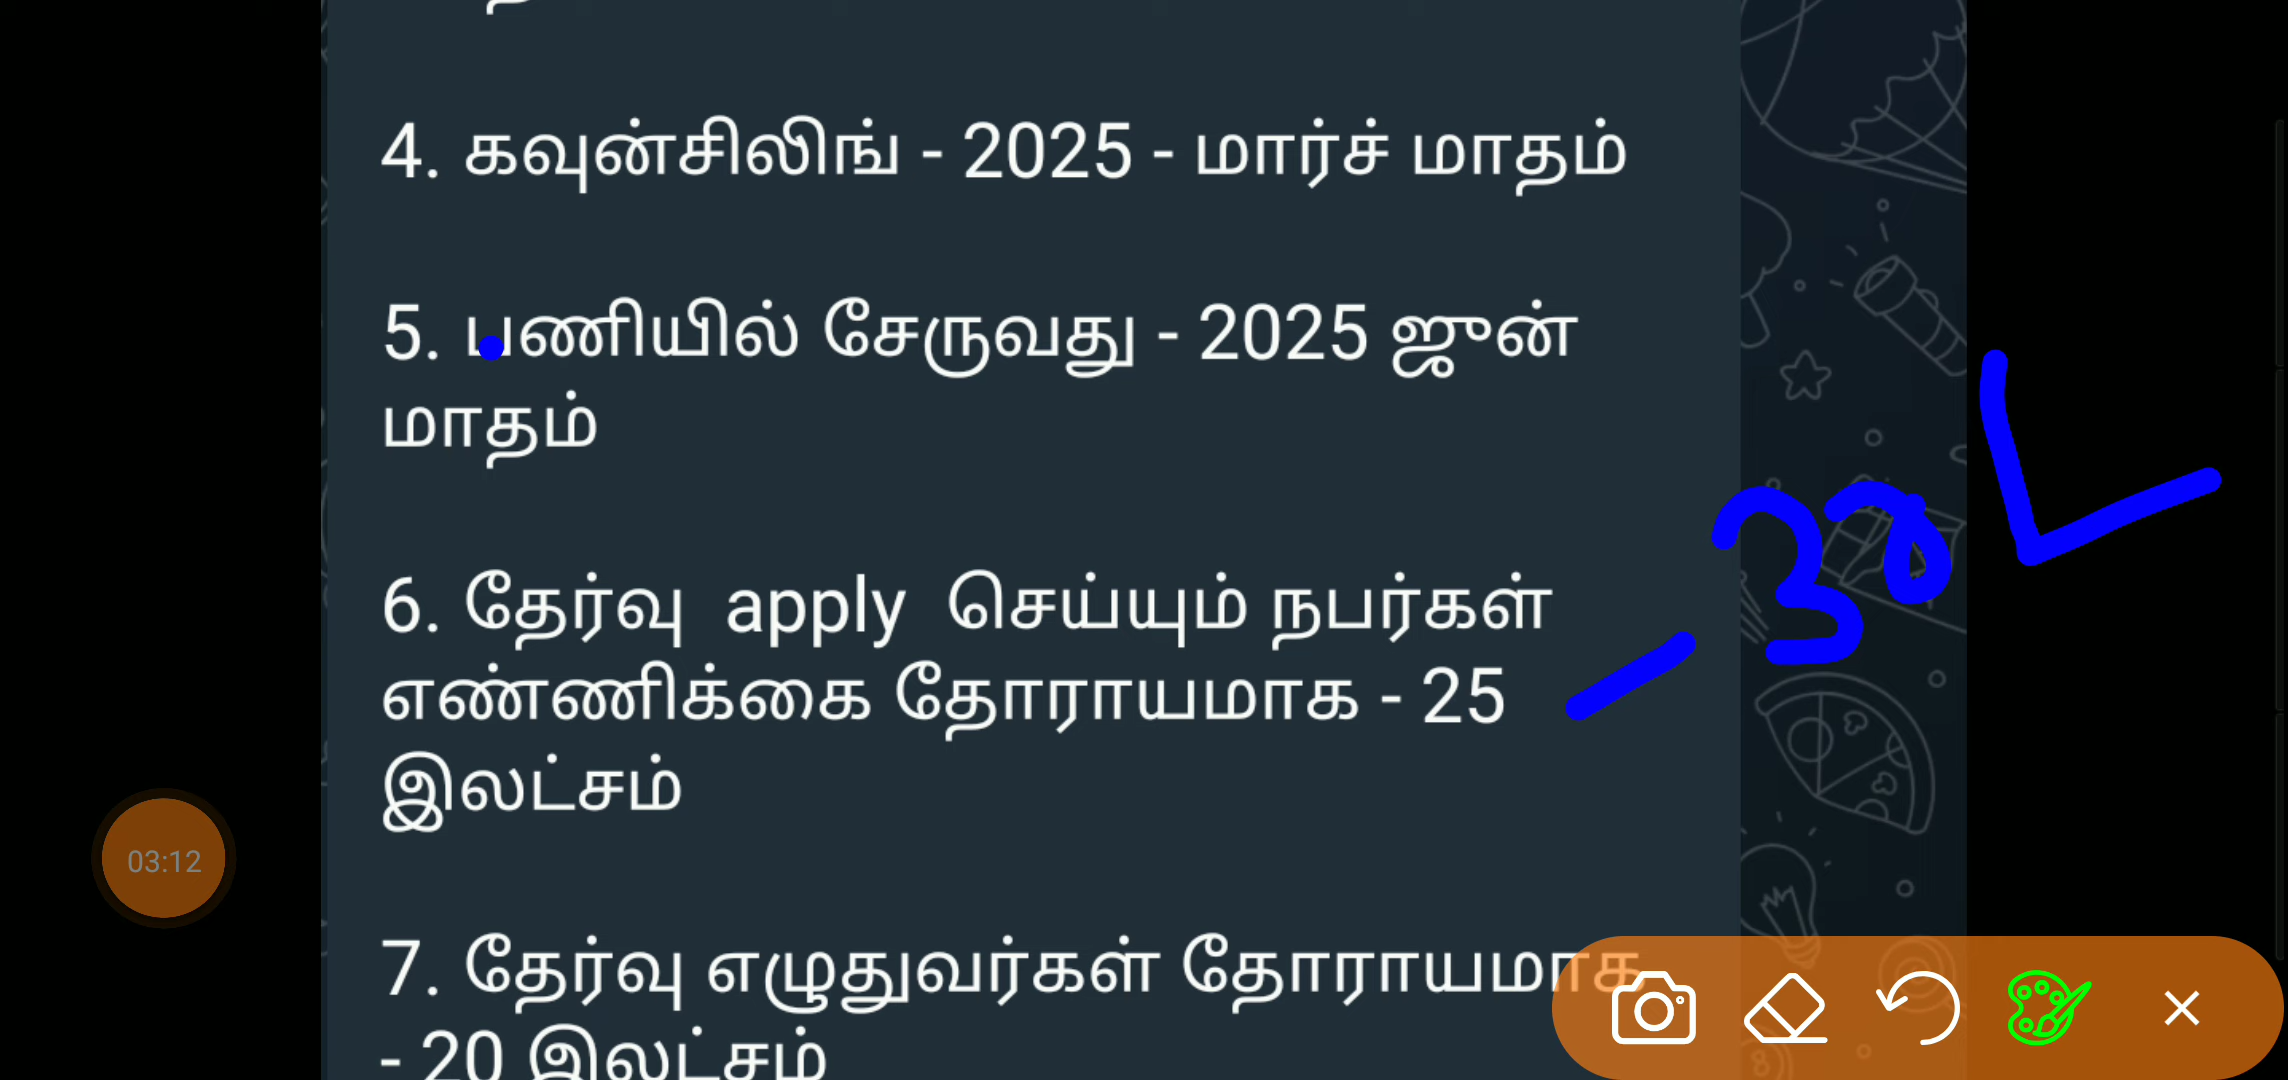 4. கவுன்சிலிங் - 2025 - மார்ச் மாதம்
5. பணியில் சேருவது - 2025 ஜுன்
மாதம்
6. தேர்வு apply செய்யும் நபர்கள்
எண்ணிக்கை தோராயமாக - 25
இலட்சம்
- 30 L
7. தேர்வு எழுதுவர்கள் தோராயமாக
- 20 இலட்சம்
03:12